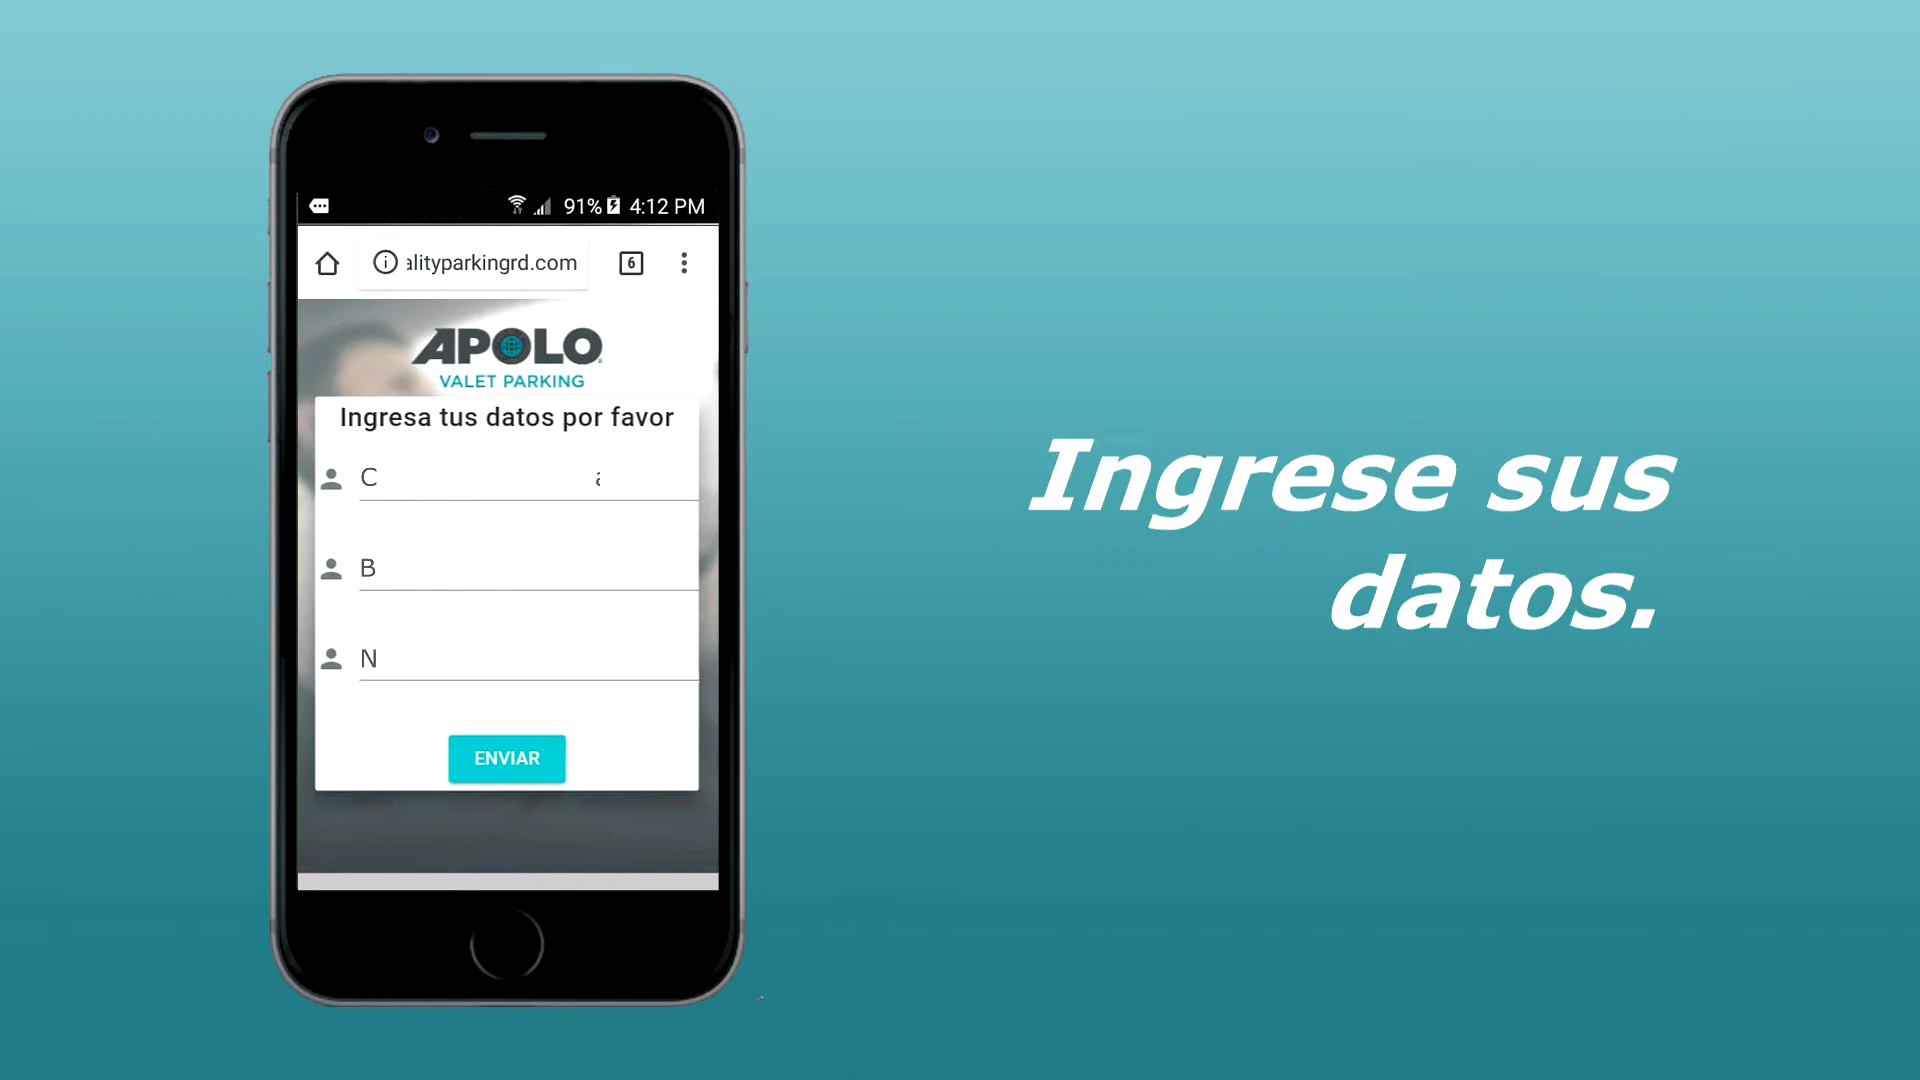 91% 4:12 PM
alityparkingrd.com
6
APOLO
VALET PARKING
Ingresa tus datos por favor
C
B
N
ENVIAR
Ingrese sus
datos.